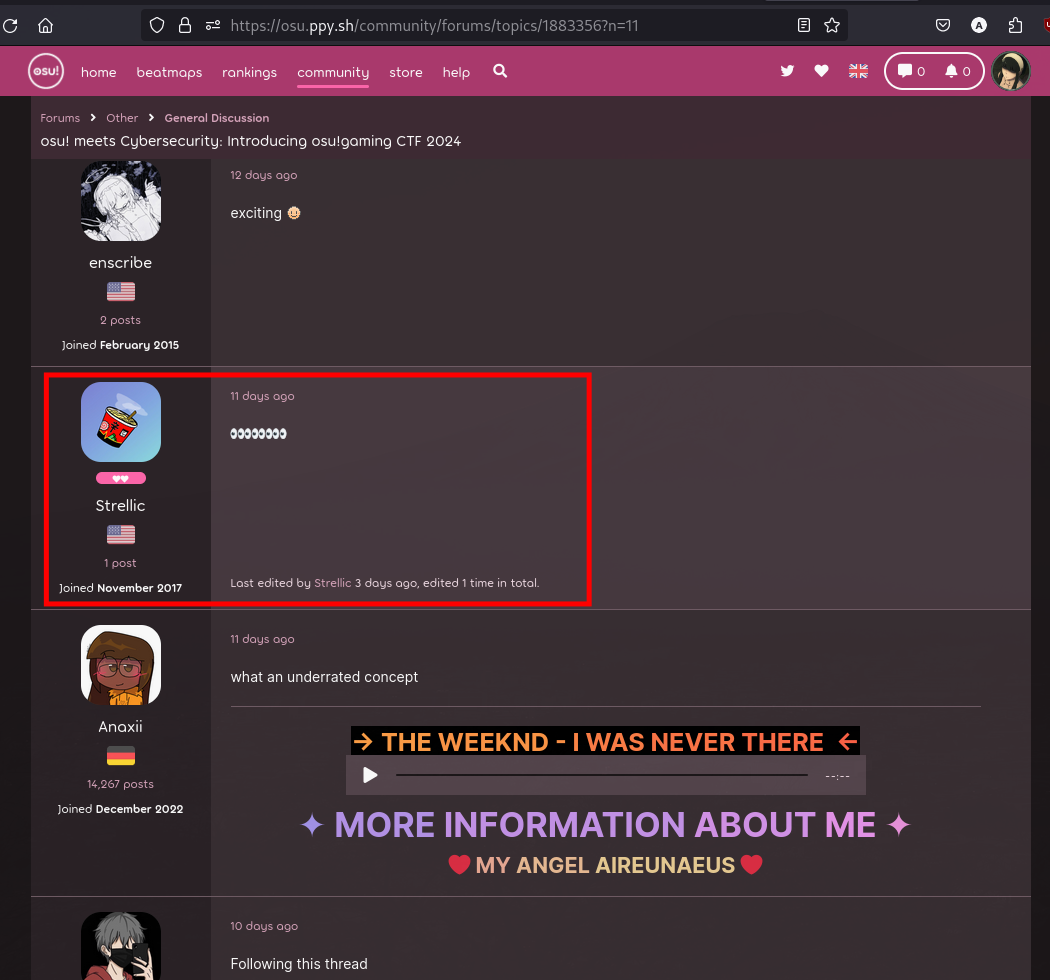 https://osu.ppy.sh/community/forums/topics/1883356?n=11
A
osu!
home beatmaps rankings community store help
0 0
Forums > Other > General Discussion
osu! meets Cybersecurity: Introducing osu!gaming CTF 2024
12 days ago
exciting
enscribe
2 posts
Joined February 2015
11 days ago
👀👀👀👀
Strellic
1 post
Joined November 2017
Last edited by Strellic 3 days ago, edited 1 time in total.
11 days ago
what an underrated concept
Anaxii
14,267 posts
Joined December 2022
→ THE WEEKND - I WAS NEVER THERE ←
--:--
✦ MORE INFORMATION ABOUT ME ✦
❤ MY ANGEL AIREUNAEUS ❤
10 days ago
Following this thread